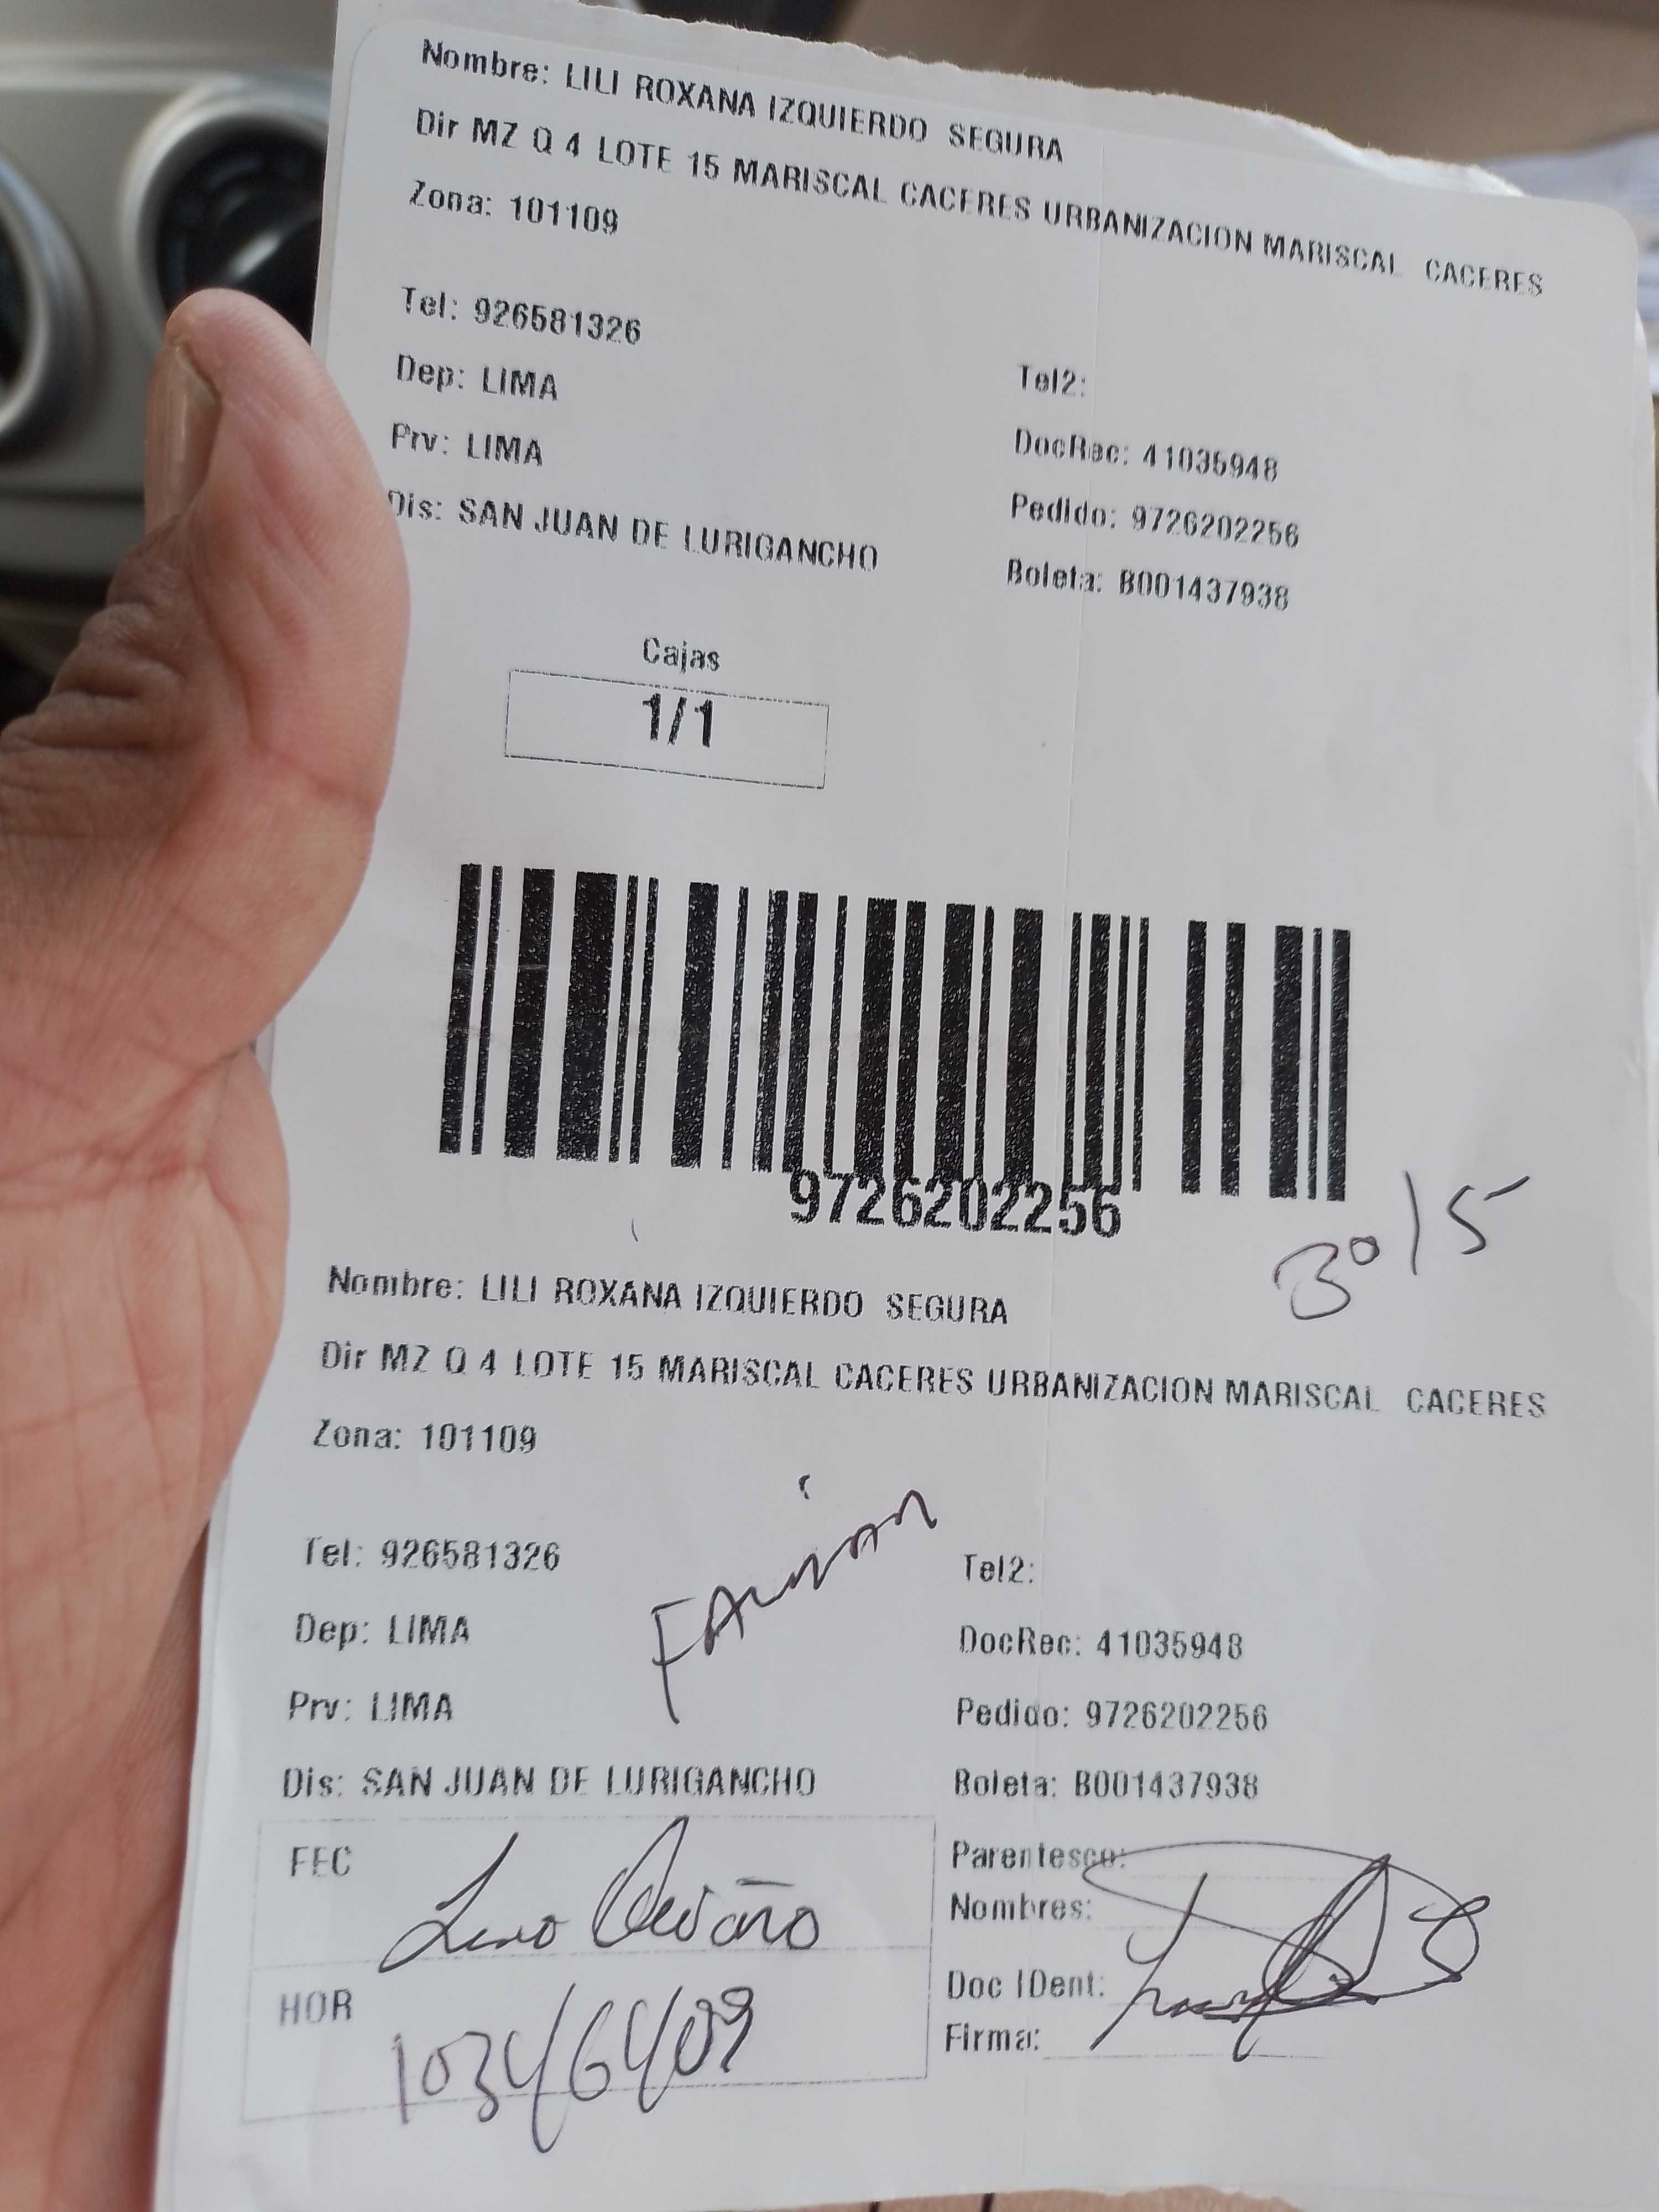 Nombre: LILI ROXANA IZQUIERDO SEGURA
Dir MZ Q 4 LOTE 15 MARISCAL CACERES URBANIZACION MARISCAL CACERES
Zona: 101109
Tel: 926581326
Tel2:
Dep: LIMA
DocRec: 41035948
Prv: LIMA
Pedido: 9726202256
Dis: SAN JUAN DE LURIGANCHO
Boleta: B001437938
Cajas
1/1
9726202256
30/5
Nombre: LILI ROXANA IZQUIERDO SEGURA
Dir MZ Q 4 LOTE 15 MARISCAL CACERES URBANIZACION MARISCAL CACERES
Zona: 101109
Tel: 926581326
Tel2:
Dep: LIMA
DocRec: 41035948
Prv: LIMA
Pedido: 9726202256
Dis: SAN JUAN DE LURIGANCHO
Boleta: B001437938
FEC
Parentesco:
Nombres:
HOR
Doc IDent:
Firma: